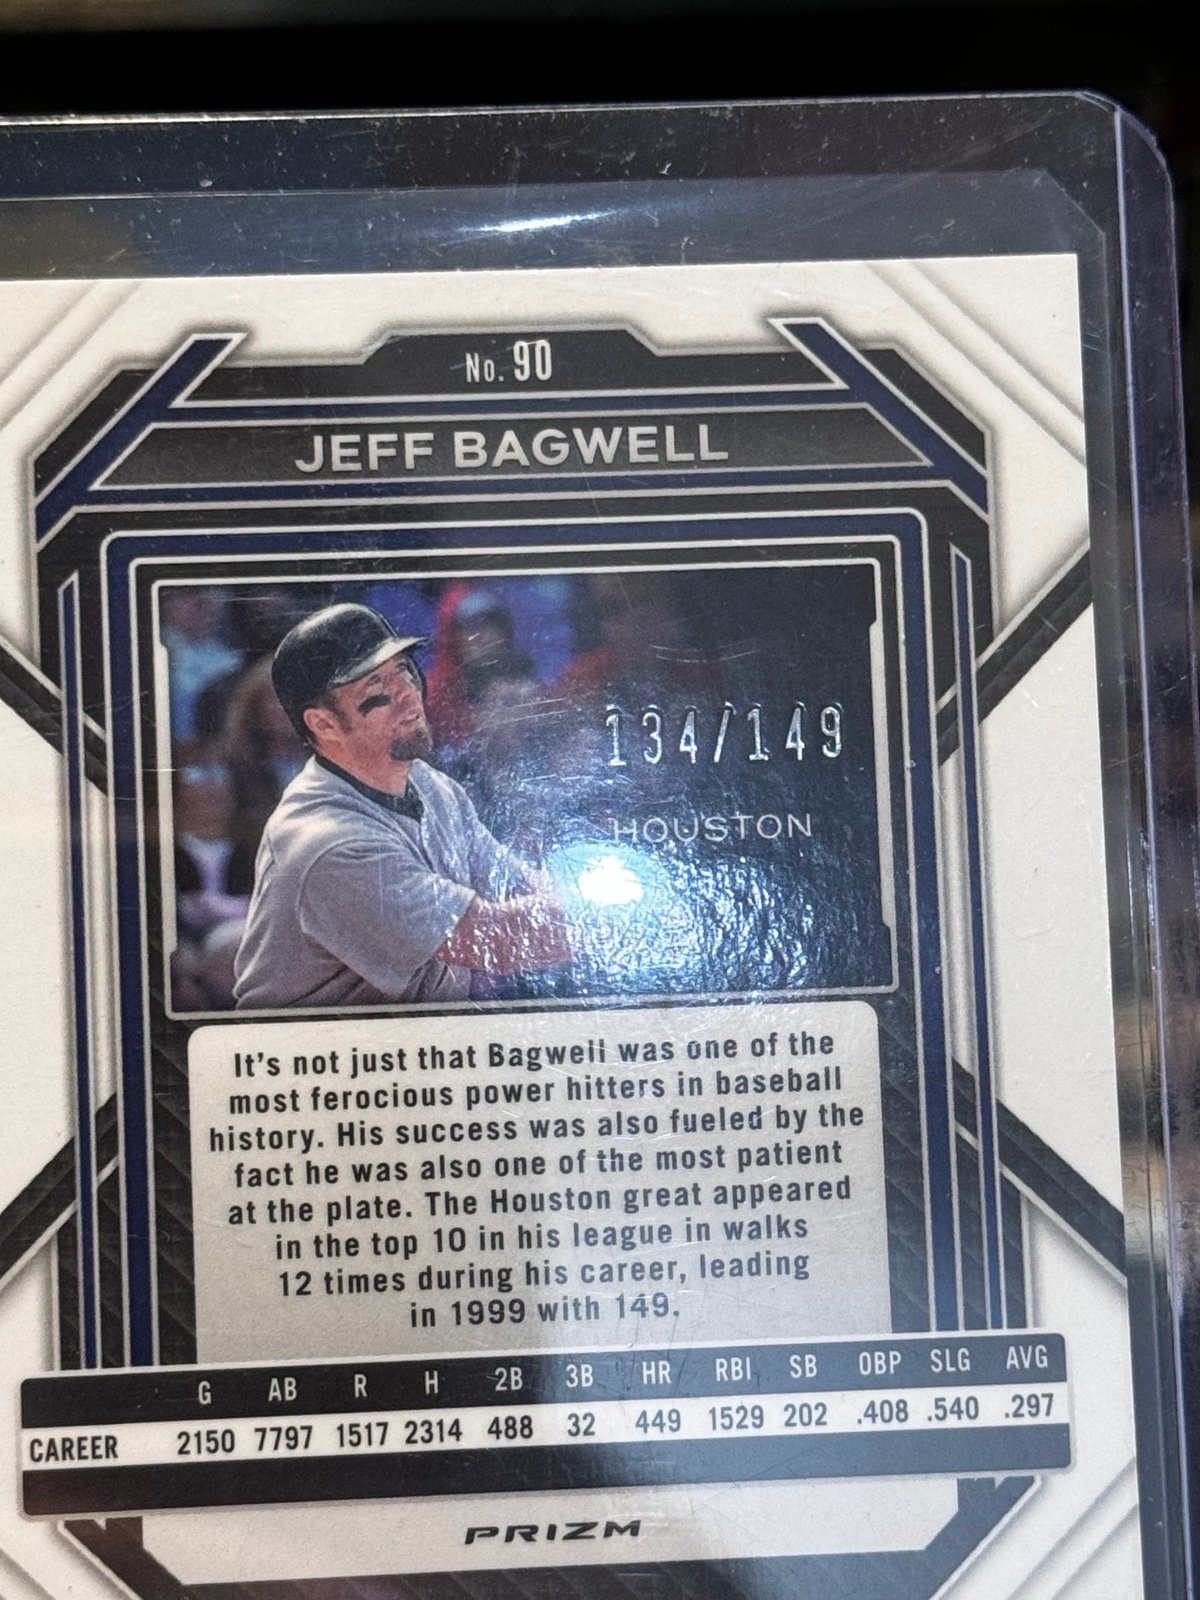 No. 90
JEFF BAGWELL
134/149
HOUSTON
It's not just that Bagwell was one of the
most ferocious power hitters in baseball
history. His success was also fueled by the
fact he was also one of the most patient
at the plate. The Houston great appeared
in the top 10 in his league in walks
12 times during his career, leading
in 1999 with 149.
G AB R H 2B 3B HR RBI SB OBP SLG AVG
CAREER 2150 7797 1517 2314 488 32 449 1529 202 .408 .540 .297
PRIZM